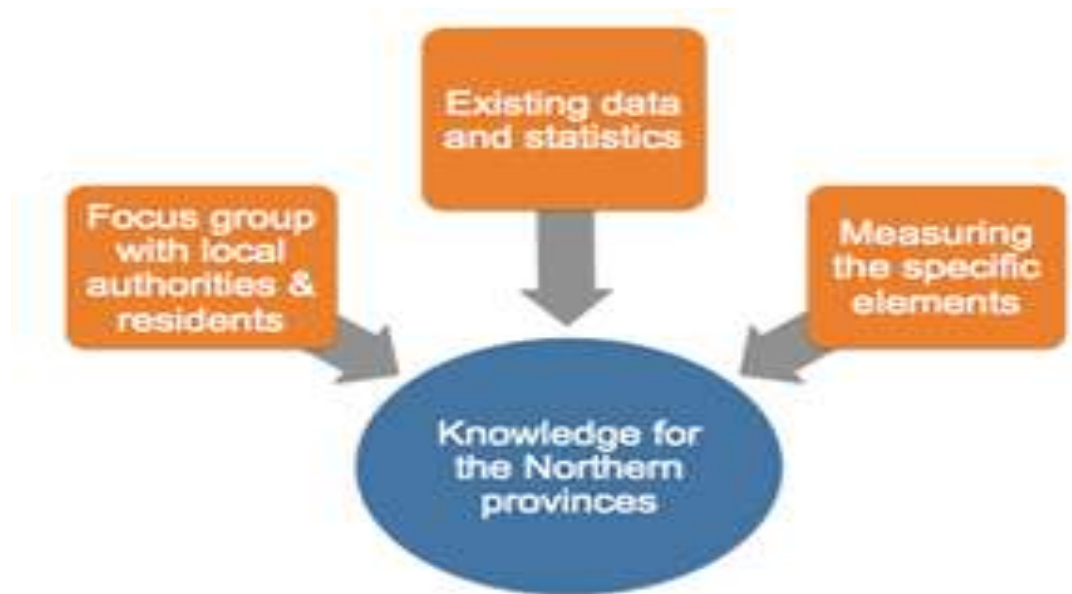 Existing data
and statistics
Focus group
with local
authorities &
residents
Measuring
the specific
elements
Knowledge for
the Northern
provinces